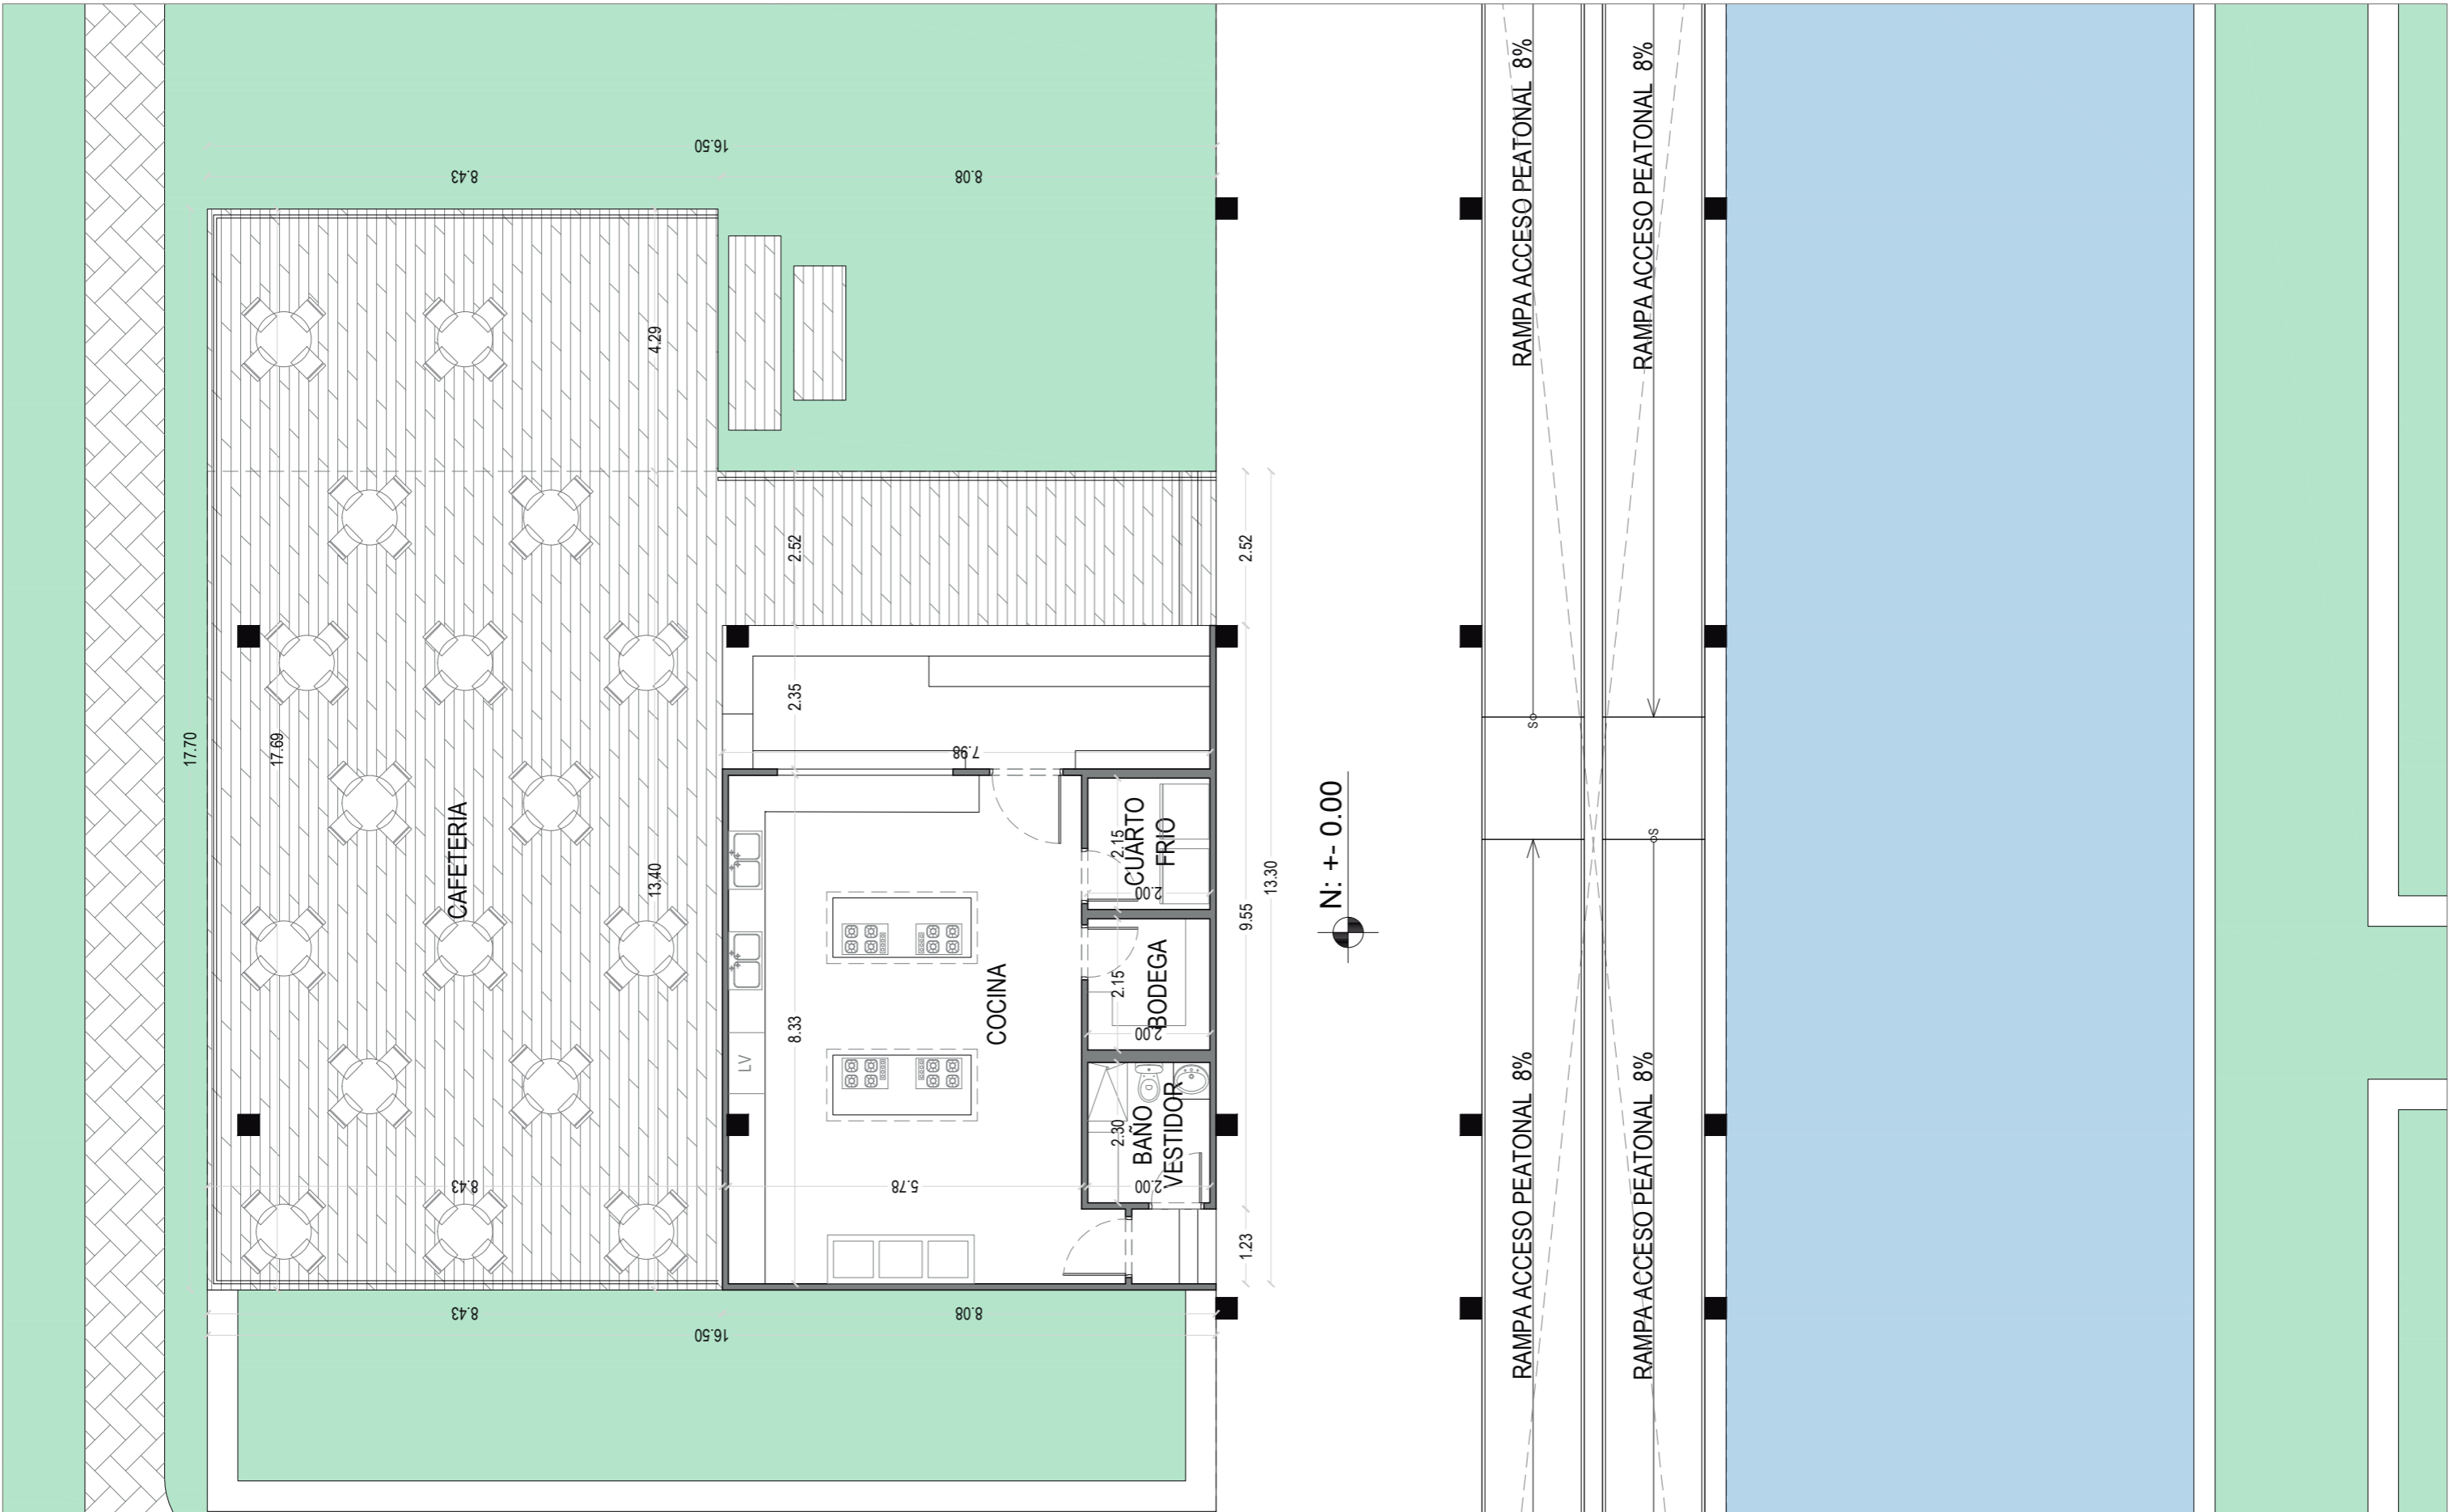 16.50
8.43
8.08
RAMPA ACCESO PEATONAL 8%
RAMPA ACCESO PEATONAL 8%
4.29
2.52
2.52
2.35
17.70
17.69
7.98
S
S
CAFETERIA
13.40
2.15
CUARTO
FRIO
2.00
9.55
13.30
N: +- 0.00
8.33
COCINA
2.15
BODEGA
2.00
LV
2.30
BAÑO
VESTIDOR
8.43
5.78
2.00
1.23
RAMPA ACCESO PEATONAL 8%
RAMPA ACCESO PEATONAL 8%
8.43
8.08
16.50